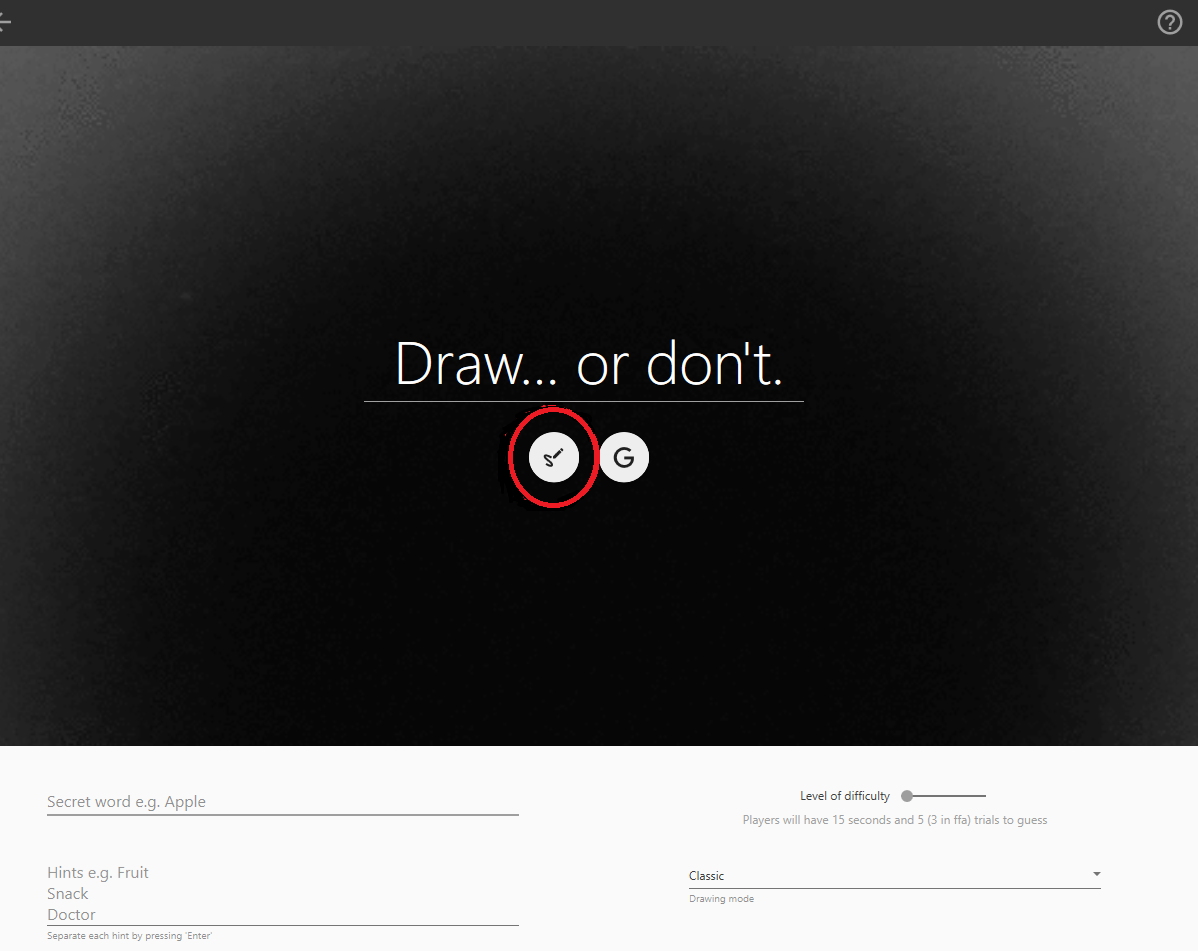 Draw... or don't.
G
Secret word e.g. Apple
Level of difficulty
Players will have 15 seconds and 5 (3 in ffa) trials to guess
Hints e.g. Fruit
Snack
Doctor
Separate each hint by pressing 'Enter'
Classic
Drawing mode